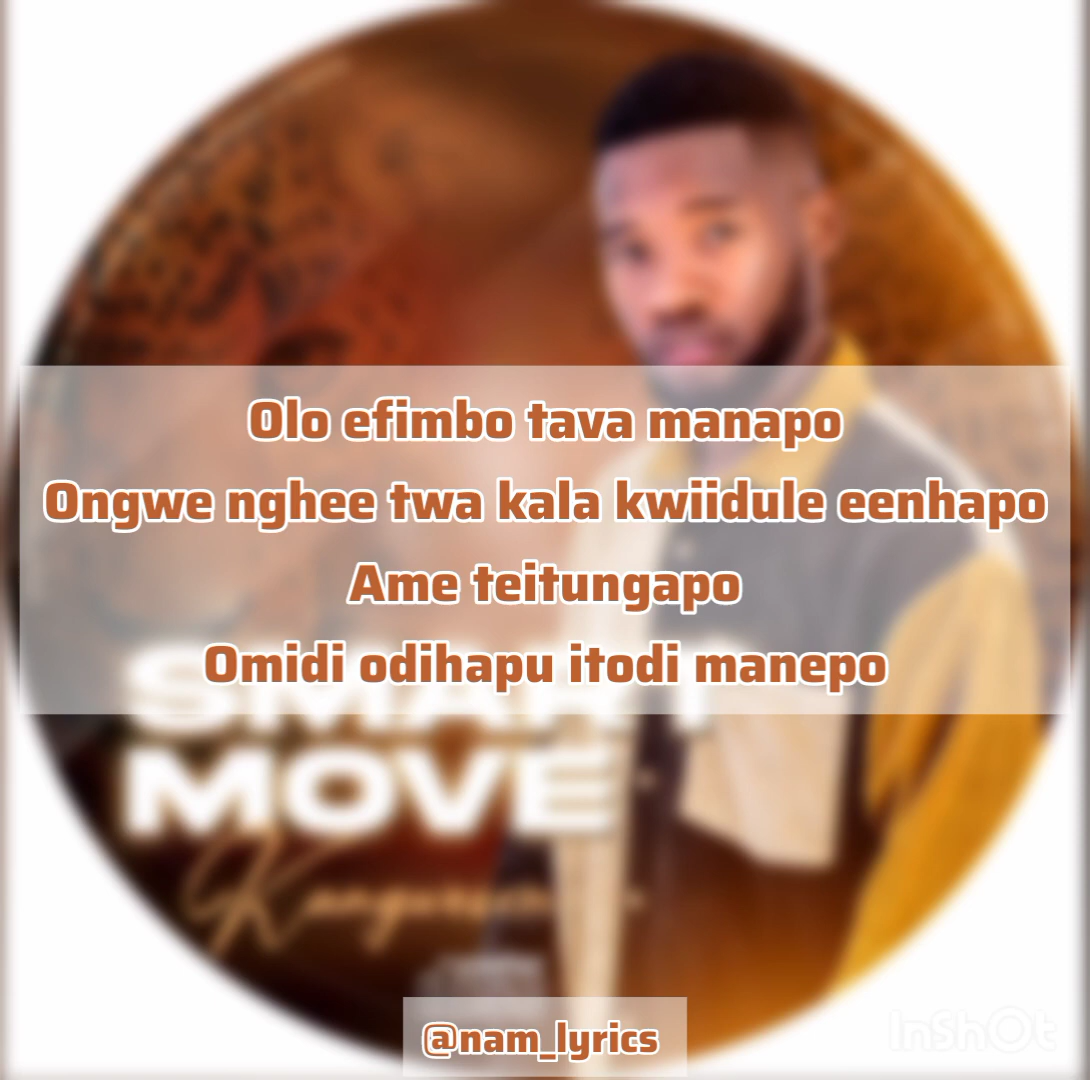 Olo efimbo tava manapo
Ongwe nghee twa kala kwiidule eenhapo
Ame teitungapo
Omidi odihapu itodi manepo
SMART
MOVE
@nam_lyrics
InShOt